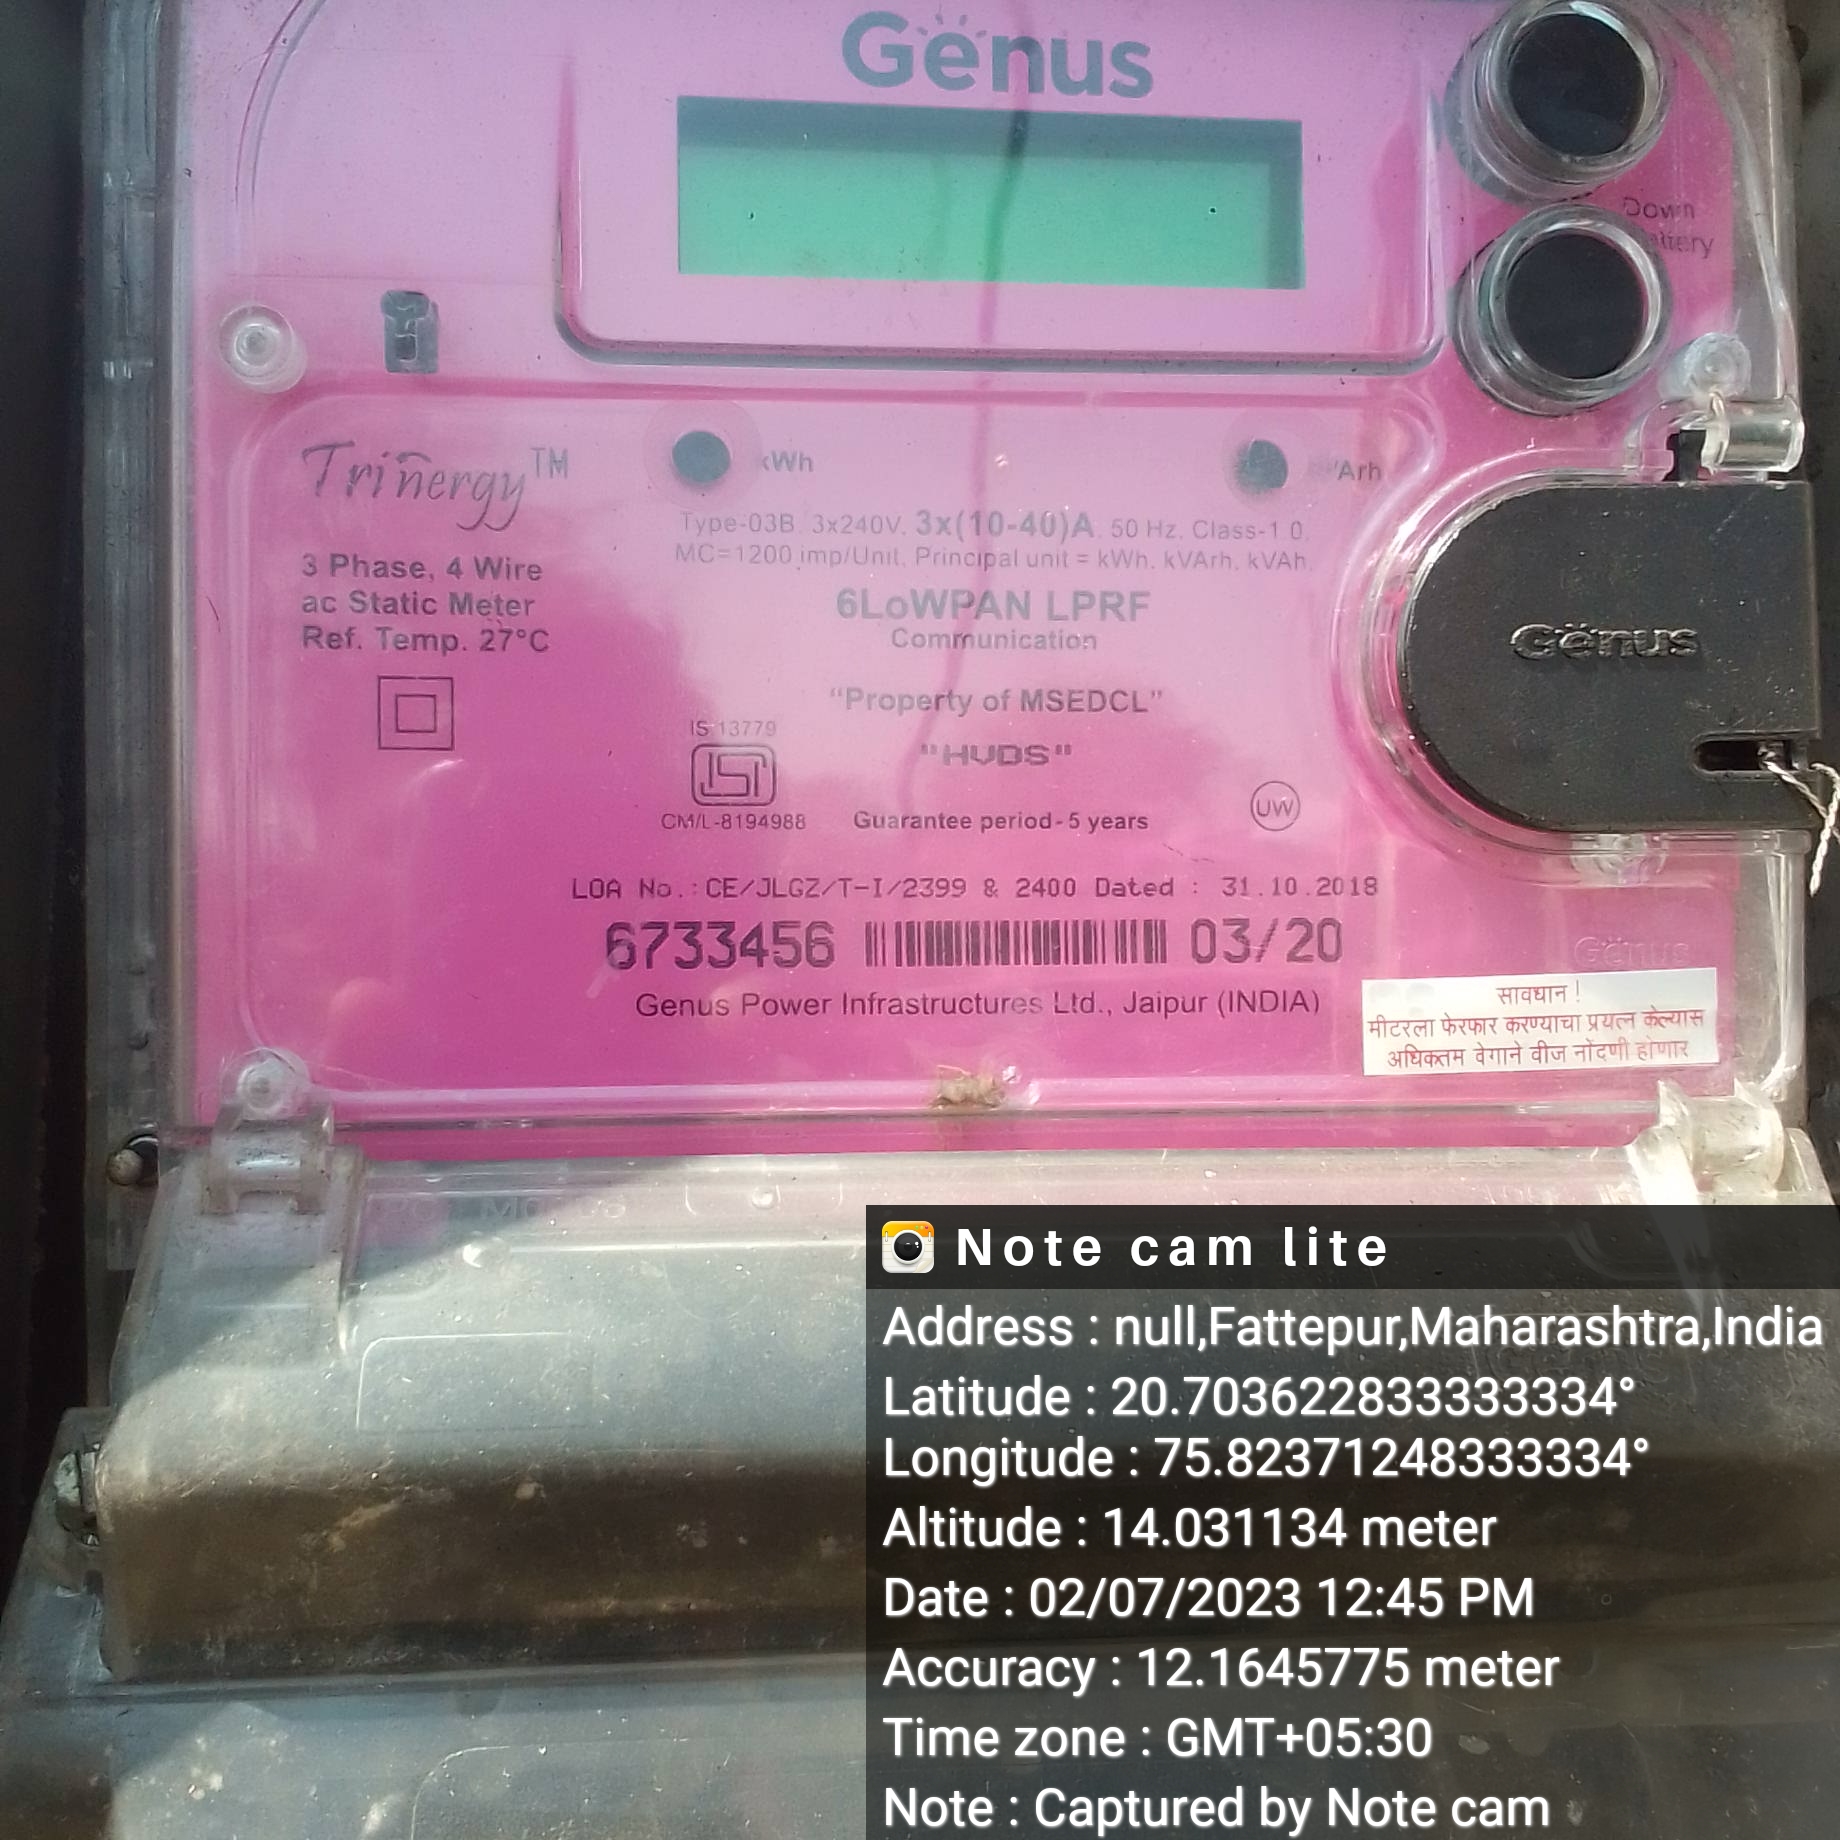 Genus
Down
Trinergy™
kWh
Type-03B, 3x240V, 3x(10-40)A, 50 Hz, Class-1.0,
MC=1200 imp/Unit, Principal unit = kWh, kVArh, kVAh,
3 Phase, 4 Wire
ac Static Meter
Ref. Temp. 27°C
6LoWPAN LPRF
Communication
"Property of MSEDCL"
"HVDS"
IS 13779
ISI
CM/L-8194988
Guarantee period - 5 years
UW
Genus
LOA No.: CE/JLGZ/T-I/2399 & 2400 Dated : 31.10.2018
6733456 03/20
Genus
Genus Power Infrastructures Ltd., Jaipur (INDIA)
सावधान !
मीटरला फेरफार करण्याचा प्रयत्न केल्यास
अधिकतम वेगाने वीज नोंदणी होणार
Note cam lite
Address : null,Fattepur,Maharashtra,India
Latitude : 20.703622833333334°
Longitude : 75.82371248333334°
Altitude : 14.031134 meter
Date : 02/07/2023 12:45 PM
Accuracy : 12.1645775 meter
Time zone : GMT+05:30
Note : Captured by Note cam